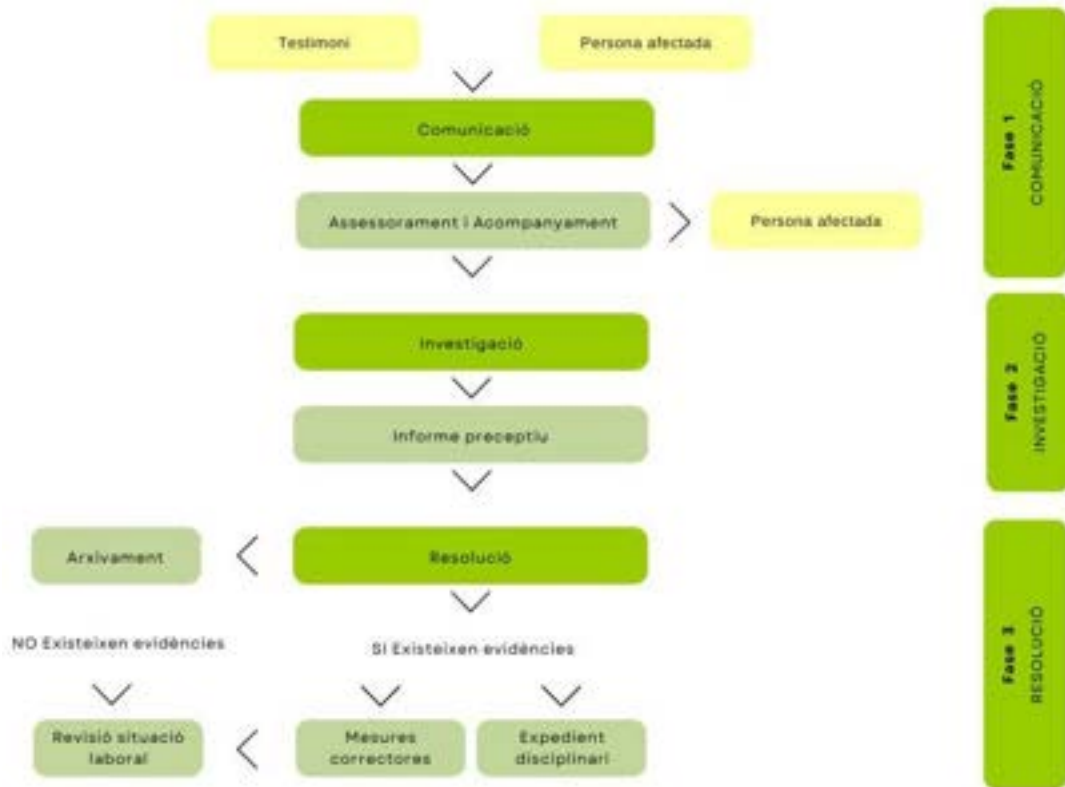 Testimoni
Persona afectada
Comunicació
Assessorament i Acompanyament
Persona afectada
Fase 1
COMUNICACIÓ
Investigació
Informe preceptiu
Fase 2
INVESTIGACIÓ
Arxivament
Resolució
NO Existeixen evidències
SI Existeixen evidències
Revisió situació
laboral
Mesures
correctores
Expedient
disciplinari
Fase 3
RESOLUCIÓ